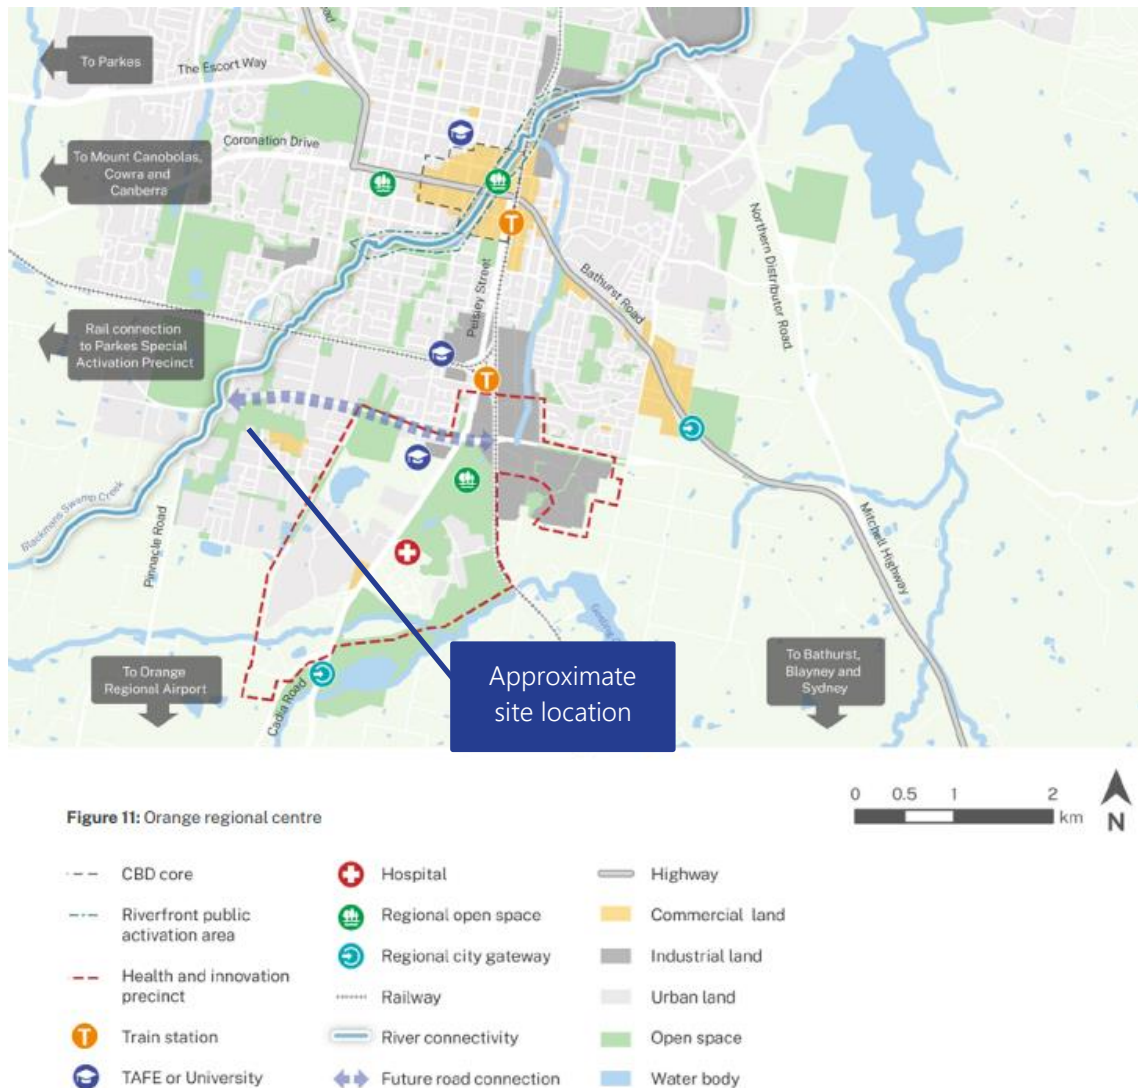 To Parkes
The Escort Way
Coronation Drive
To Mount Canobolas,
Cowra and
Canberra
Northern Distributor Road
Peisley Street
Bathurst Road
Rail connection
to Parkes Special
Activation Precinct
Blackmans Swamp Creek
Pinnacle Road
Mitchell Highway
To Orange
Regional Airport
Cadia Road
Approximate
site location
To Bathurst,
Blayney and
Sydney
Figure 11: Orange regional centre
0 0.5 1 2
km
N
CBD core
Riverfront public
activation area
Health and innovation
precinct
T Train station
TAFE or University
Hospital
Regional open space
Regional city gateway
Railway
River connectivity
Future road connection
Highway
Commercial land
Industrial land
Urban land
Open space
Water body
T
T